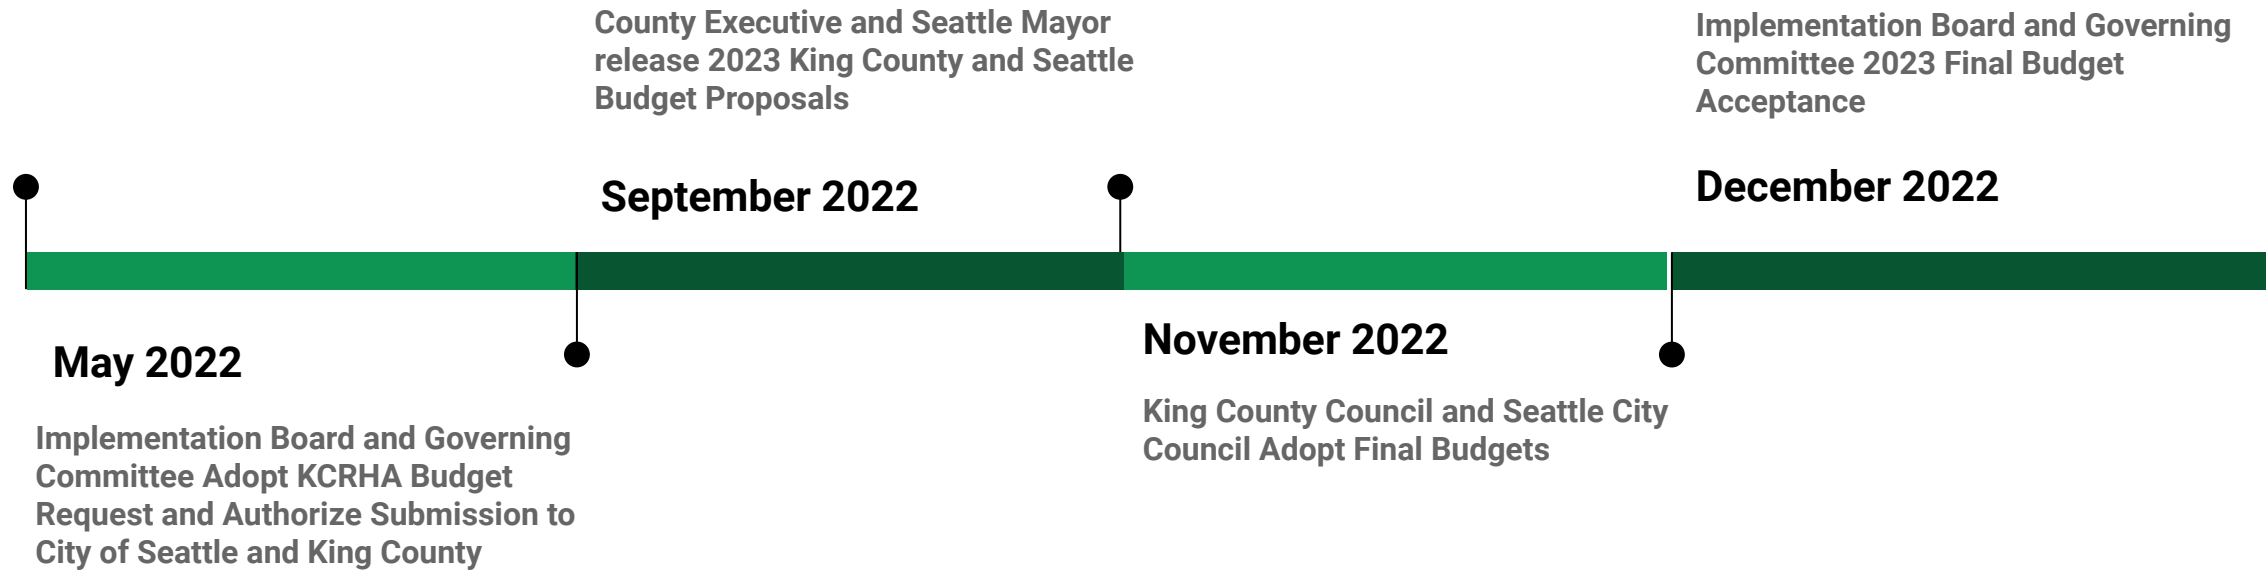 County Executive and Seattle Mayor
release 2023 King County and Seattle
Budget Proposals
Implementation Board and Governing
Committee 2023 Final Budget
Acceptance
September 2022
December 2022
May 2022
Implementation Board and Governing
Committee Adopt KCRHA Budget
Request and Authorize Submission to
City of Seattle and King County
November 2022
King County Council and Seattle City
Council Adopt Final Budgets